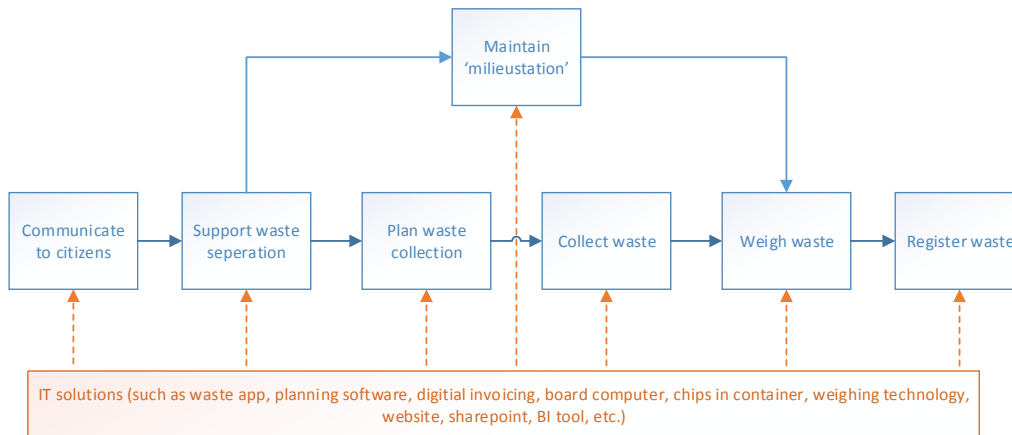 Maintain
‘milieustation’
Communicate
to citizens
Support waste
seperation
Plan waste
collection
Collect waste
Weigh waste
Register waste
IT solutions (such as waste app, planning software, digitial invoicing, board computer, chips in container, weighing technology,
website, sharepoint, BI tool, etc.)